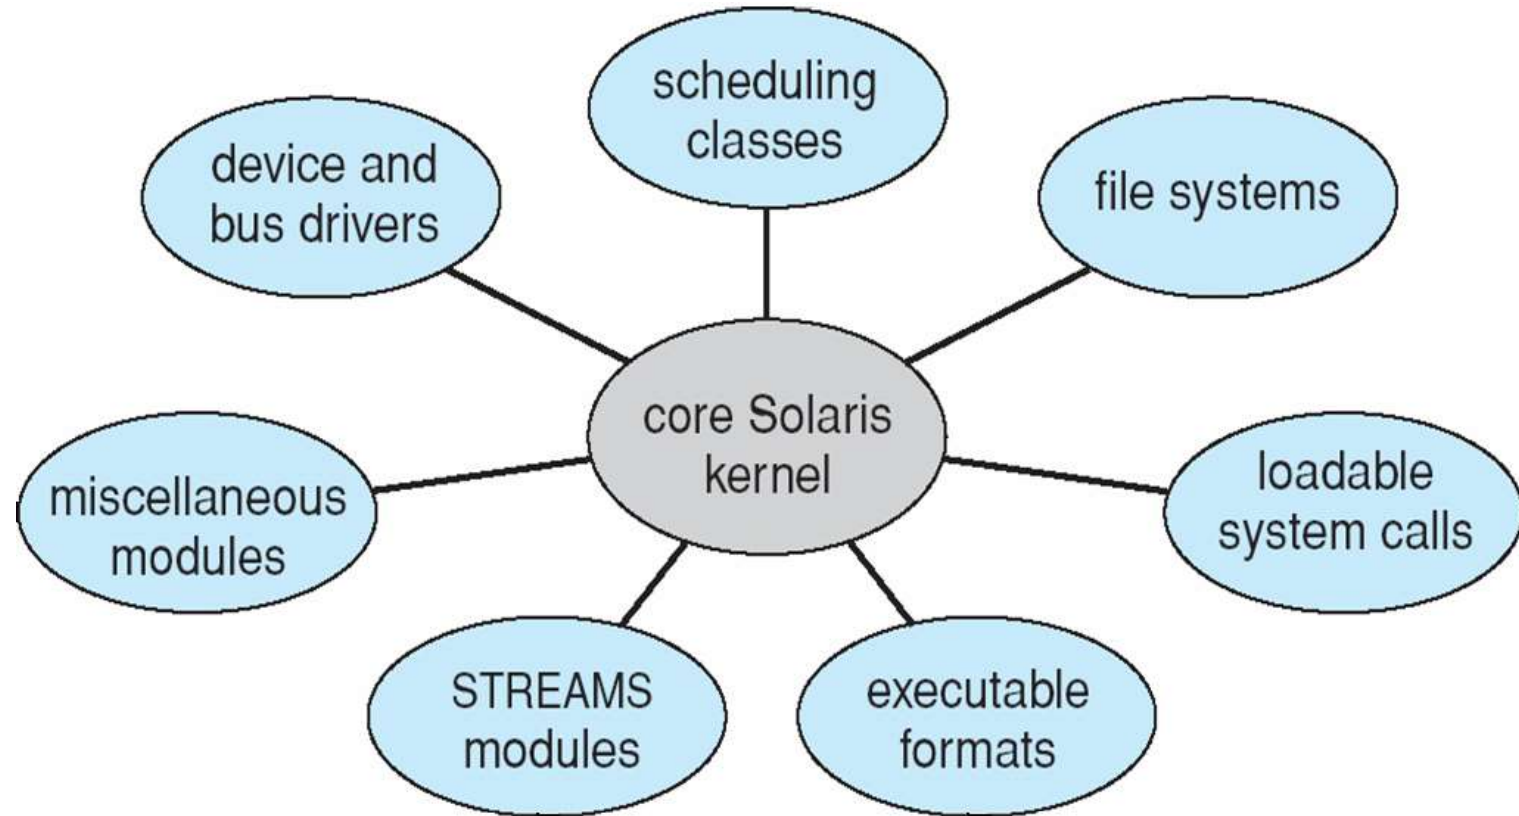 scheduling
classes
device and
bus drivers
file systems
core Solaris
kernel
loadable
system calls
miscellaneous
modules
STREAMS
modules
executable
formats